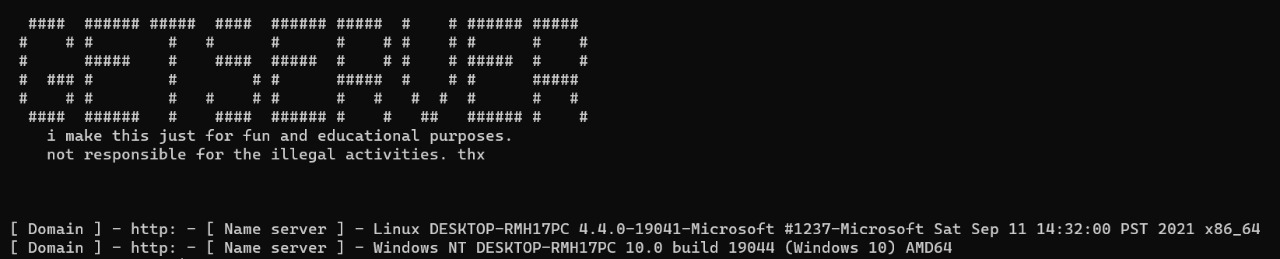 GETSERVER
i make this just for fun and educational purposes.
not responsible for the illegal activities. thx
[ Domain ] - http: - [ Name server ] - Linux DESKTOP-RMH17PC 4.4.0-19041-Microsoft #1237-Microsoft Sat Sep 11 14:32:00 PST 2021 x86_64
[ Domain ] - http: - [ Name server ] - Windows NT DESKTOP-RMH17PC 10.0 build 19044 (Windows 10) AMD64